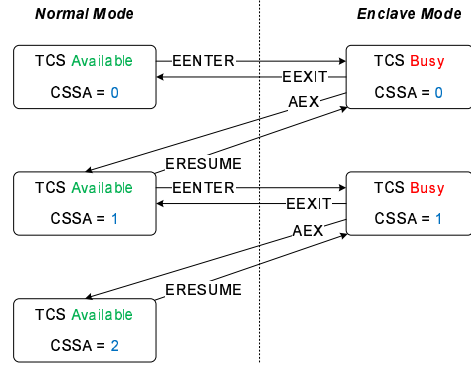 Normal Mode
Enclave Mode
TCS Available
CSSA = 0
EENTER
EEXIT
TCS Busy
CSSA = 0
AEX
ERESUME
TCS Available
CSSA = 1
EENTER
EEXIT
TCS Busy
CSSA = 1
AEX
ERESUME
TCS Available
CSSA = 2